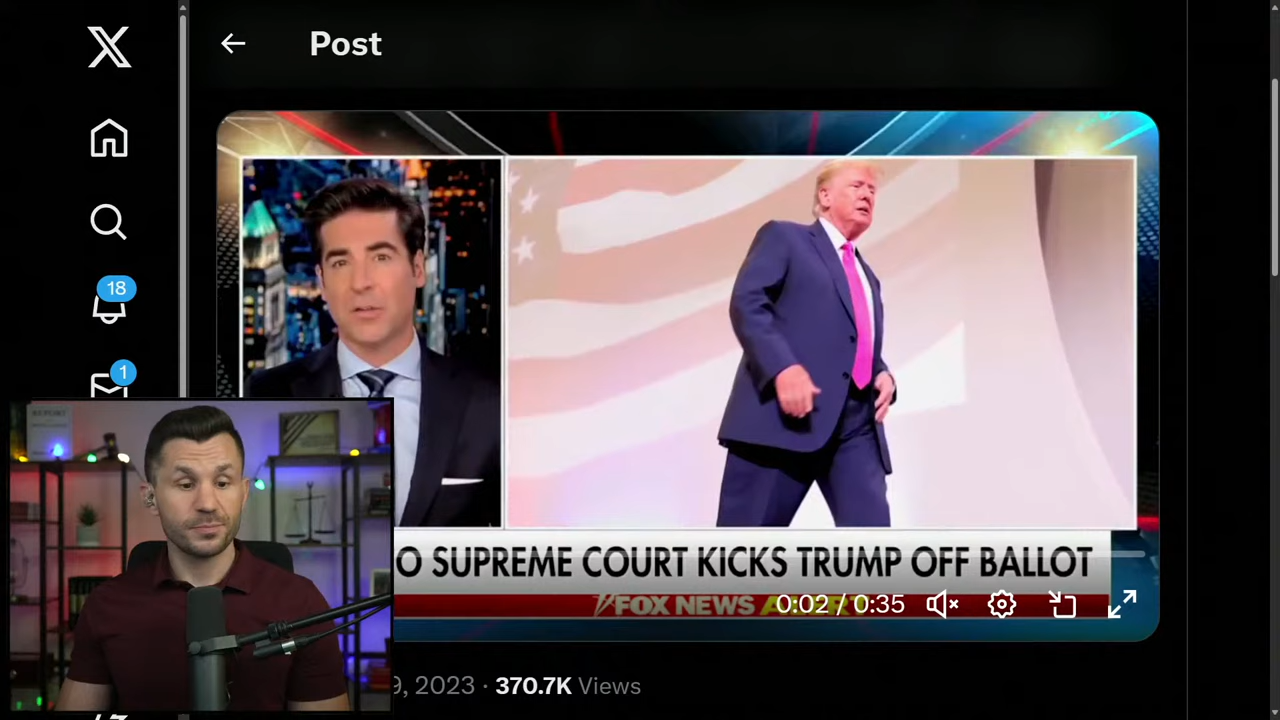 Post
18
1
O SUPREME COURT KICKS TRUMP OFF BALLOT
FOX NEWS
0:02 / 0:35
9, 2023 · 370.7K Views